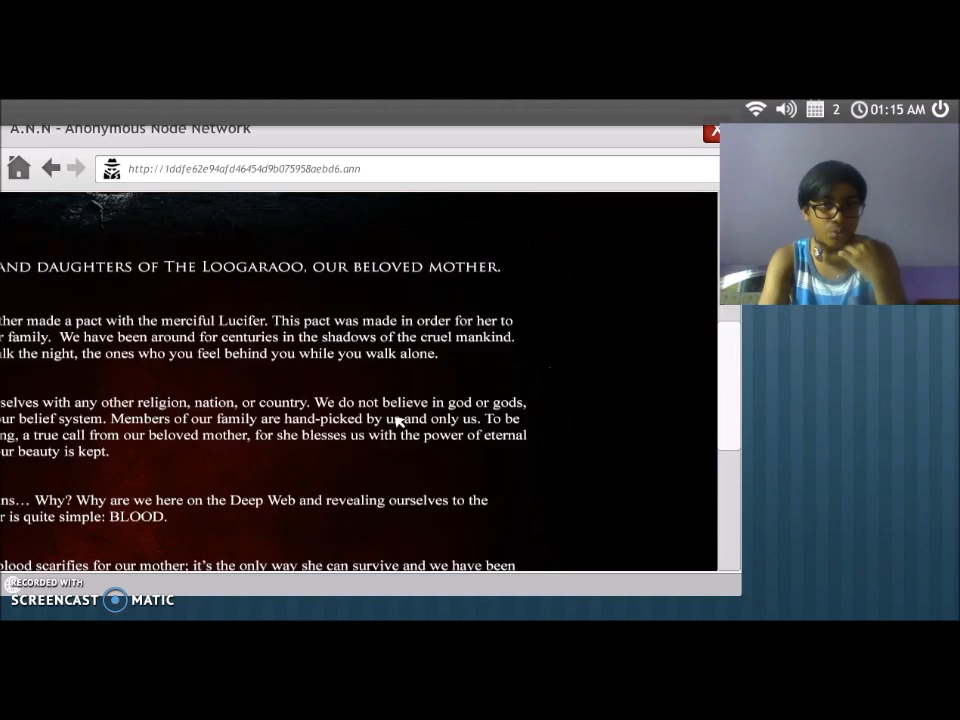 2 01:15 AM
A.N.N - Anonymous Node Network
X
http://1ddfe62e94afd46454d9b075958aebd6.ann
AND DAUGHTERS OF THE LOOGARAOO, OUR BELOVED MOTHER.
ther made a pact with the merciful Lucifer. This pact was made in order for her to
r family. We have been around for centuries in the shadows of the cruel mankind.
alk the night, the ones who you feel behind you while you walk alone.
selves with any other religion, nation, or country. We do not believe in god or gods,
our belief system. Members of our family are hand-picked by us and only us. To be
ng, a true call from our beloved mother, for she blesses us with the power of eternal
our beauty is kept.
ns... Why? Why are we here on the Deep Web and revealing ourselves to the
r is quite simple: BLOOD.
blood scarifies for our mother; it's the only way she can survive and we have been
RECORDED WITH
SCREENCAST MATIC